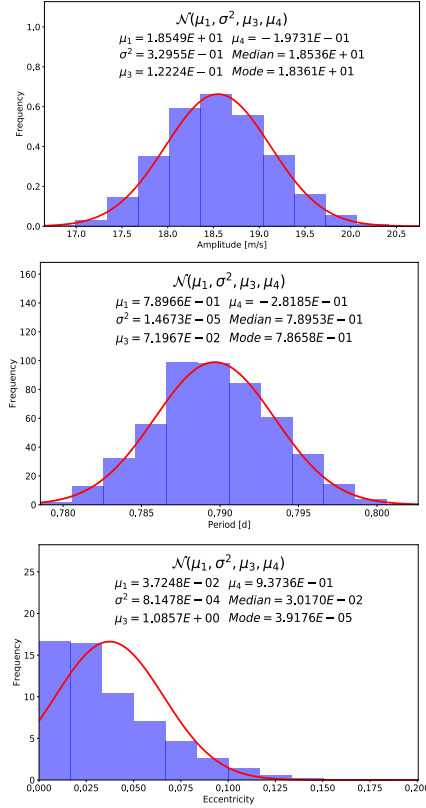 𝒩(μ₁, σ², μ₃, μ₄)
μ₁ = 1.8549E + 01 μ₄ = −1.9731E − 01
σ² = 3.2955E − 01 Median = 1.8536E + 01
μ₃ = 1.2224E − 01 Mode = 1.8361E + 01
1.0
0.8
0.6
0.4
0.2
0.0
Frequency
17.0 17.5 18.0 18.5 19.0 19.5 20.0 20.5
Amplitude [m/s]
𝒩(μ₁, σ², μ₃, μ₄)
μ₁ = 7.8966E − 01 μ₄ = −2.8185E − 01
σ² = 1.4673E − 05 Median = 7.8953E − 01
μ₃ = 7.1967E − 02 Mode = 7.8658E − 01
160
140
120
100
80
60
40
20
0
Frequency
0.780 0.785 0.790 0.795 0.800
Period [d]
𝒩(μ₁, σ², μ₃, μ₄)
μ₁ = 3.7248E − 02 μ₄ = 9.3736E − 01
σ² = 8.1478E − 04 Median = 3.0170E − 02
μ₃ = 1.0857E + 00 Mode = 3.9176E − 05
25
20
15
10
5
0
Frequency
0.000 0.025 0.050 0.075 0.100 0.125 0.150 0.175 0.200
Eccentricity